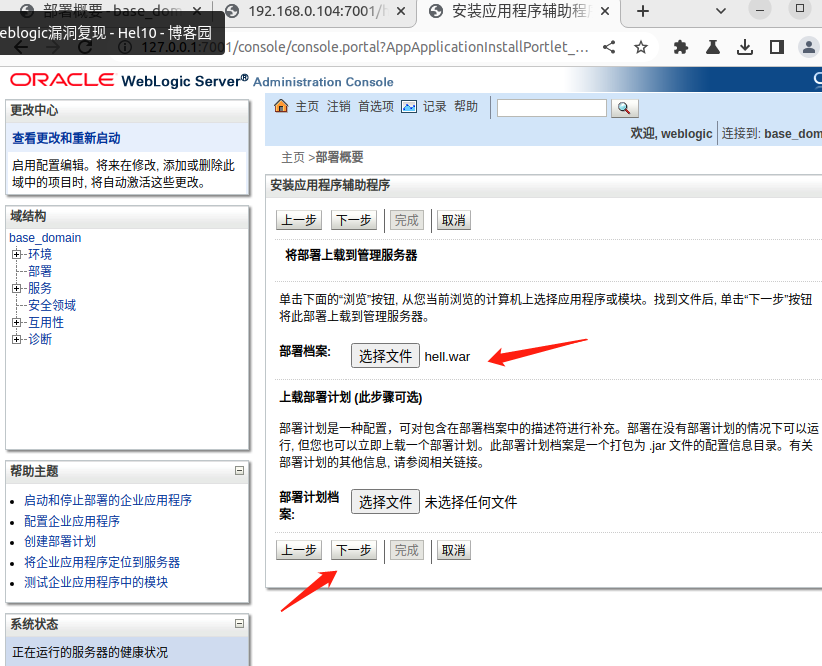 部署概要 - base_dom
192.168.0.104:7001/h
安装应用程序辅助程
eblogic漏洞复现 - Hel10 - 博客园
127.0.0.1:7001/console/console.portal?AppApplicationInstallPortlet_...
ORACLE WebLogic Server® Administration Console
更改中心
查看更改和重新启动
启用配置编辑。将来在修改, 添加或删除此
域中的项目时, 将自动激活这些更改。
域结构
base_domain
环境
部署
服务
安全领域
互用性
诊断
帮助主题
启动和停止部署的企业应用程序
配置企业应用程序
创建部署计划
将企业应用程序定位到服务器
测试企业应用程序中的模块
系统状态
正在运行的服务器的健康状况
主页 注销 首选项 记录 帮助
欢迎, weblogic 连接到: base_dom
主页 >部署概要
安装应用程序辅助程序
上一步 下一步 完成 取消
将部署上载到管理服务器
单击下面的“浏览”按钮, 从您当前浏览的计算机上选择应用程序或模块。找到文件后, 单击“下一步”按钮
将此部署上载到管理服务器。
部署档案: 选择文件 hell.war
上载部署计划 (此步骤可选)
部署计划是一种配置，可对包含在部署档案中的描述符进行补充。部署在没有部署计划的情况下可以运
行, 但您也可以立即上载一个部署计划。此部署计划档案是一个打包为 .jar 文件的配置信息目录。有关
部署计划的其他信息, 请参阅相关链接。
部署计划档
案: 选择文件 未选择任何文件
上一步 下一步 完成 取消